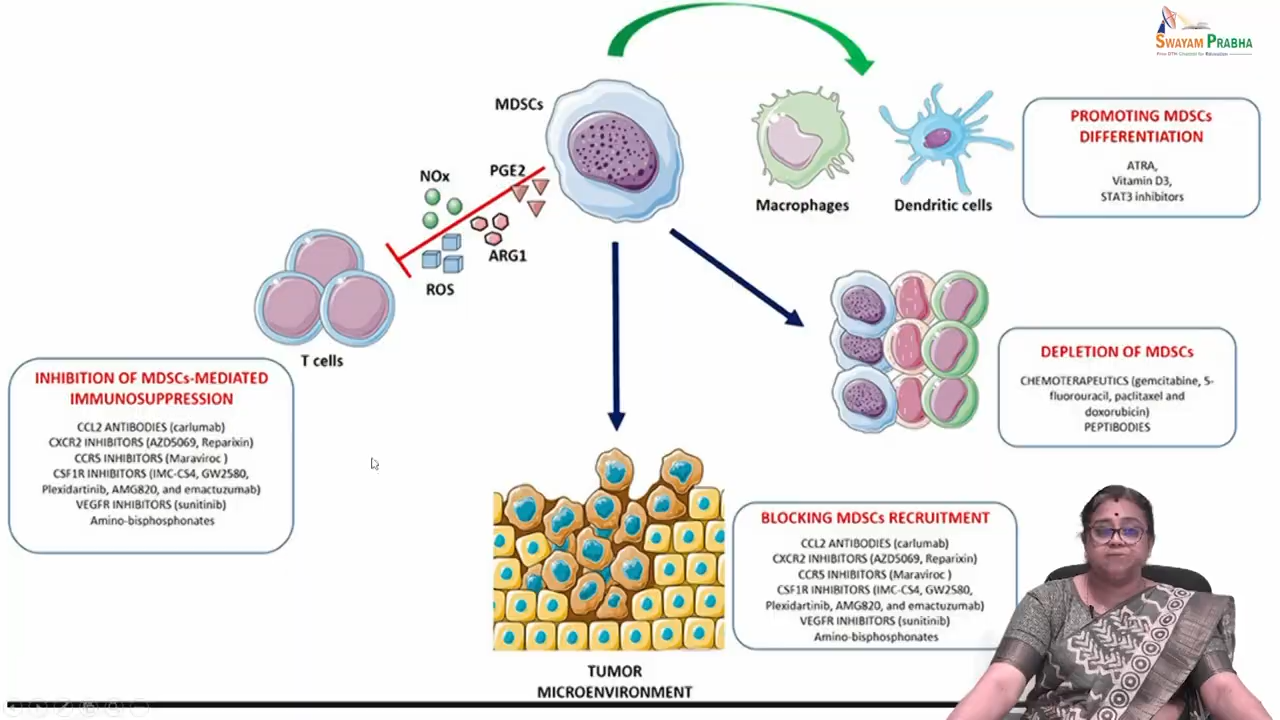 SWAYAM PRABHA
MDSCs
NOx
PGE2
ARG1
ROS
T cells
Macrophages
Dendritic cells
PROMOTING MDSCs
DIFFERENTIATION
ATRA,
Vitamin D3,
STAT3 inhibitors
INHIBITION OF MDSCs-MEDIATED
IMMUNOSUPPRESSION
CCL2 ANTIBODIES (carlumab)
CXCR2 INHIBITORS (AZD5069, Reparixin)
CCR5 INHIBITORS (Maraviroc )
CSF1R INHIBITORS (IMC-CS4, GW2580,
Plexidartinib, AMG820, and emactuzumab)
VEGFR INHIBITORS (sunitinib)
Amino-bisphosphonates
DEPLETION OF MDSCs
CHEMOTERAPEUTICS (gemcitabine, 5-
fluorouracil, paclitaxel and
doxorubicin)
PEPTIBODIES
BLOCKING MDSCs RECRUITMENT
CCL2 ANTIBODIES (carlumab)
CXCR2 INHIBITORS (AZD5069, Reparixin)
CCR5 INHIBITORS (Maraviroc )
CSF1R INHIBITORS (IMC-CS4, GW2580,
Plexidartinib, AMG820, and emactuzumab)
VEGFR INHIBITORS (sunitinib)
Amino-bisphosphonates
TUMOR
MICROENVIRONMENT